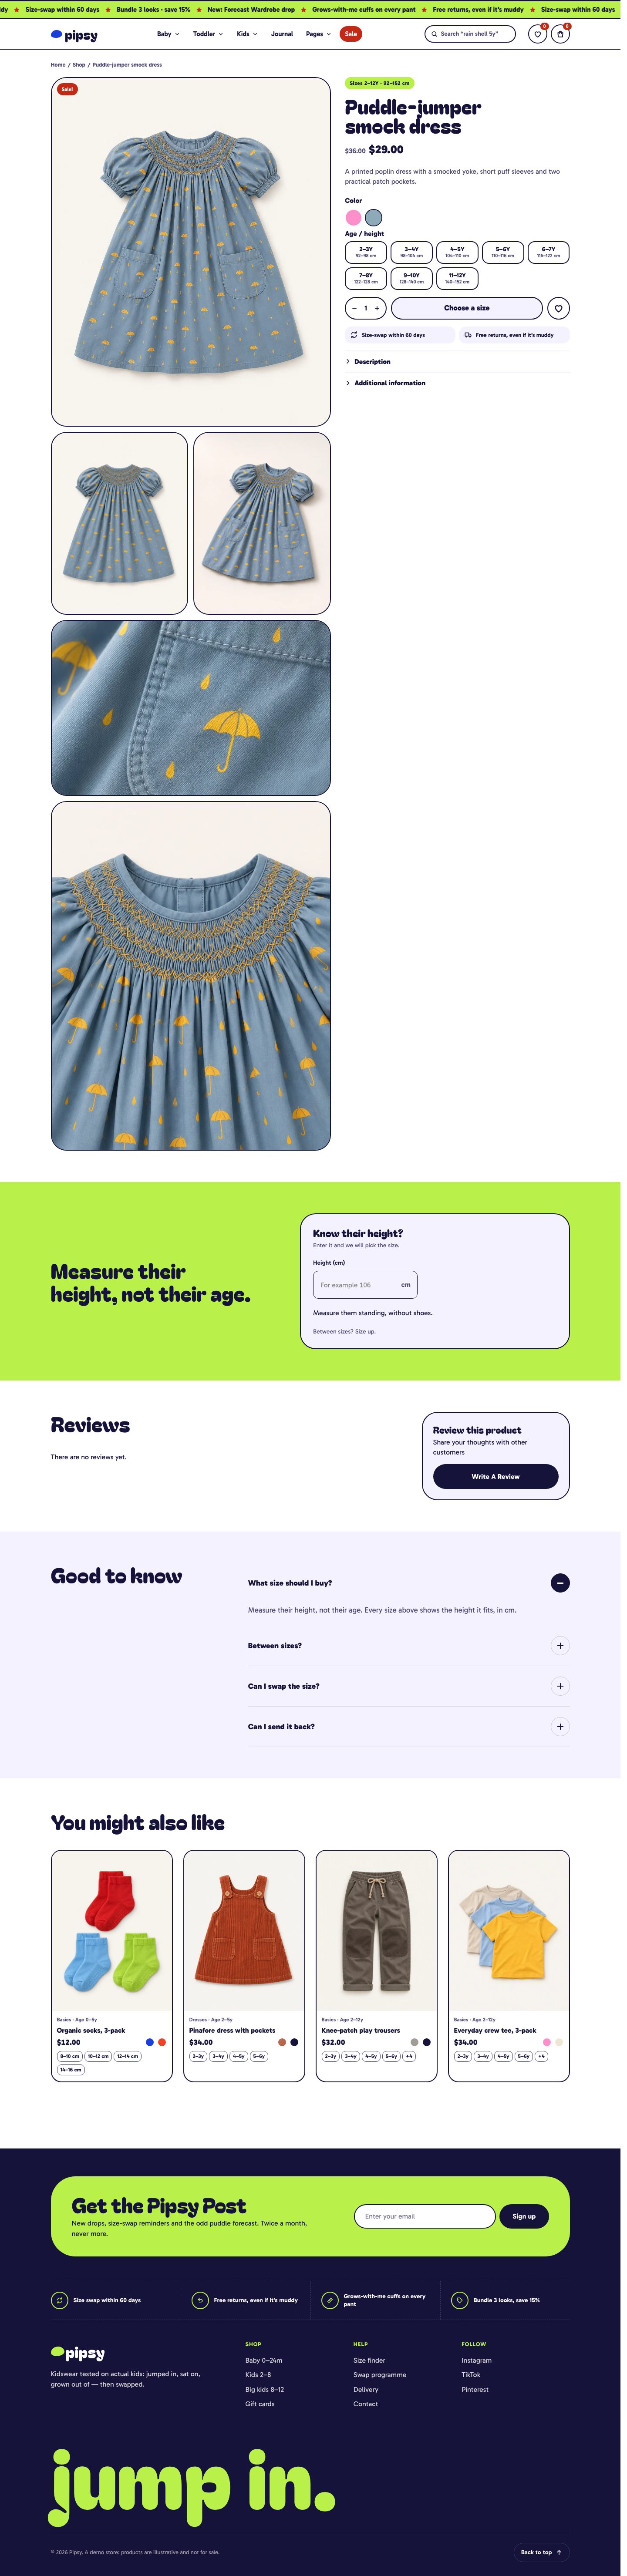 Size-swap within 60 days Bundle 3 looks · save 15% New: Forecast Wardrobe drop Grows-with-me cuffs on every pant Free returns, even if it's muddy Size-swap within 60 days
pipsy
Baby Toddler Kids Journal Pages Sale
Search "rain shell 5y"
0
0
Home / Shop / Puddle-jumper smock dress
Sale!
Sizes 2–12Y · 92–152 cm
Puddle-jumper
smock dress
$36.00 $29.00
A printed poplin dress with a smocked yoke, short puff sleeves and two
practical patch pockets.
Color
Age / height
2–3Y 3–4Y 4–5Y 5–6Y 6–7Y
92–98 cm 98–104 cm 104–110 cm 110–116 cm 116–122 cm
7–8Y 9–10Y 11–12Y
122–128 cm 128–140 cm 140–152 cm
− 1 +
Choose a size
Size-swap within 60 days
Free returns, even if it's muddy
Description
Additional information
Measure their
height, not their age.
Know their height?
Enter it and we will pick the size.
Height (cm)
For example 106 cm
Measure them standing, without shoes.
Between sizes? Size up.
Reviews
There are no reviews yet.
Review this product
Share your thoughts with other
customers
Write A Review
Good to know
What size should I buy?
Measure their height, not their age. Every size above shows the height it fits, in cm.
Between sizes?
Can I swap the size?
Can I send it back?
You might also like
Basics · Age 0–5y
Organic socks, 3-pack
$12.00
8–10 cm 10–12 cm 12–14 cm
14–16 cm
Dresses · Age 2–5y
Pinafore dress with pockets
$34.00
2–3y 3–4y 4–5y 5–6y
Basics · Age 2–12y
Knee-patch play trousers
$32.00
2–3y 3–4y 4–5y 5–6y +4
Basics · Age 2–12y
Everyday crew tee, 3-pack
$34.00
2–3y 3–4y 4–5y 5–6y +4
Get the Pipsy Post
New drops, size-swap reminders and the odd puddle forecast. Twice a month,
never more.
Enter your email
Sign up
Size swap within 60 days
Free returns, even if it's muddy
Grows-with-me cuffs on every
pant
Bundle 3 looks, save 15%
pipsy
Kidswear tested on actual kids: jumped in, sat on,
grown out of — then swapped.
SHOP
Baby 0–24m
Kids 2–8
Big kids 8–12
Gift cards
HELP
Size finder
Swap programme
Delivery
Contact
FOLLOW
Instagram
TikTok
Pinterest
jump in.
© 2026 Pipsy. A demo store: products are illustrative and not for sale.
Back to top